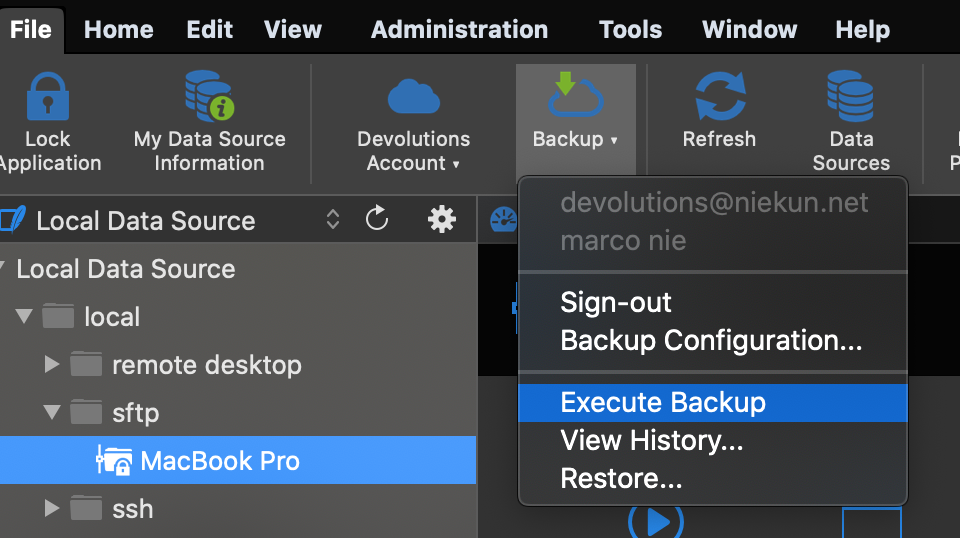 File Home Edit View Administration Tools Window Help
Lock
Application
My Data Source
Information
Devolutions
Account
Backup
Refresh
Data
Sources
Local Data Source
Local Data Source
local
remote desktop
sftp
MacBook Pro
ssh
devolutions@niekun.net
marco nie
Sign-out
Backup Configuration...
Execute Backup
View History...
Restore...